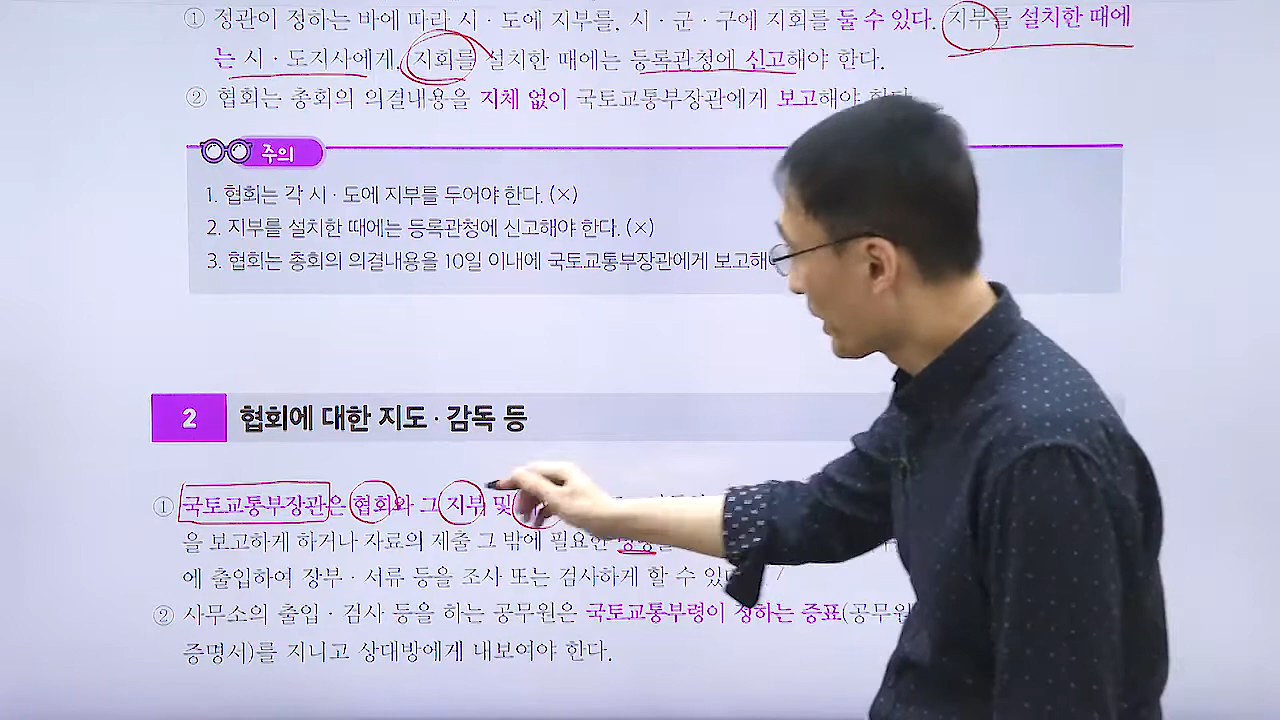 ① 정관이 정하는 바에 따라 시·도에 지부를, 시·군·구에 지회를 둘 수 있다. 지부를 설치한 때에
는 시·도지사에게, 지회를 설치한 때에는 등록관청에 신고해야 한다.
② 협회는 총회의 의결내용을 지체 없이 국토교통부장관에게 보고해야 한다.
주의
1. 협회는 각 시·도에 지부를 두어야 한다. (×)
2. 지부를 설치한 때에는 등록관청에 신고해야 한다. (×)
3. 협회는 총회의 의결내용을 10일 이내에 국토교통부장관에게 보고해
2 협회에 대한 지도·감독 등
① 국토교통부장관은 협회와 그 지부 및
을 보고하게 하거나 자료의 제출 그 밖에 필요한
에 출입하여 장부·서류 등을 조사 또는 검사하게 할 수
② 사무소의 출입·검사 등을 하는 공무원은 국토교통부령이 정하는 증표(공무원
증명서)를 지니고 상대방에게 내보여야 한다.